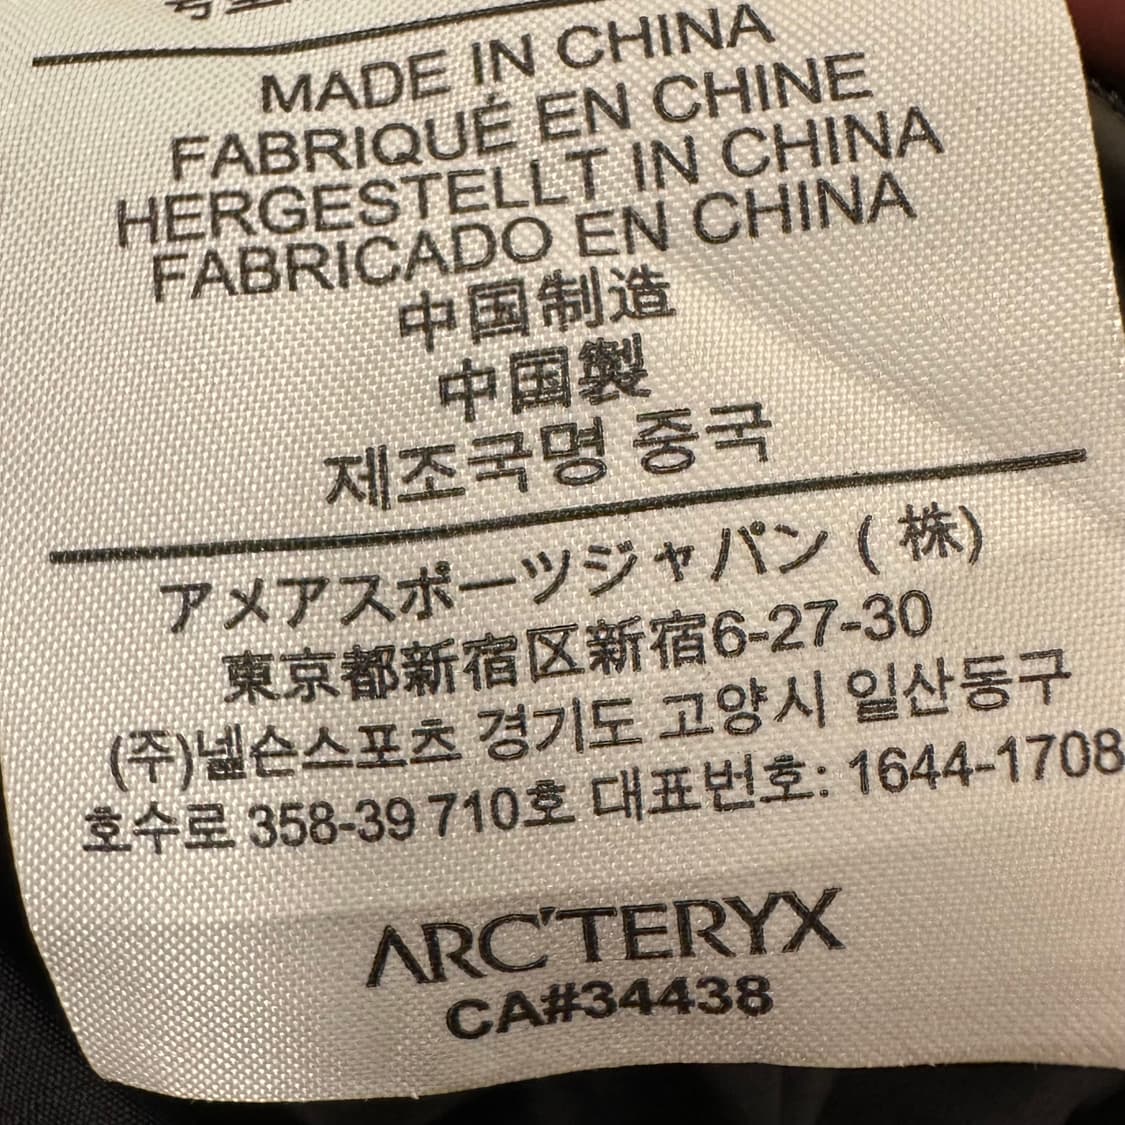 MADE IN CHINA
FABRIQUÉ EN CHINE
HERGESTELLT IN CHINA
FABRICADO EN CHINA
中国制造
中国製
제조국명 중국
アメアスポーツジャパン ( 株)
東京都新宿区新宿6-27-30
(주)넬슨스포츠 경기도 고양시 일산동구
호수로 358-39 710호 대표번호: 1644-1708
ARC'TERYX
CA#34438